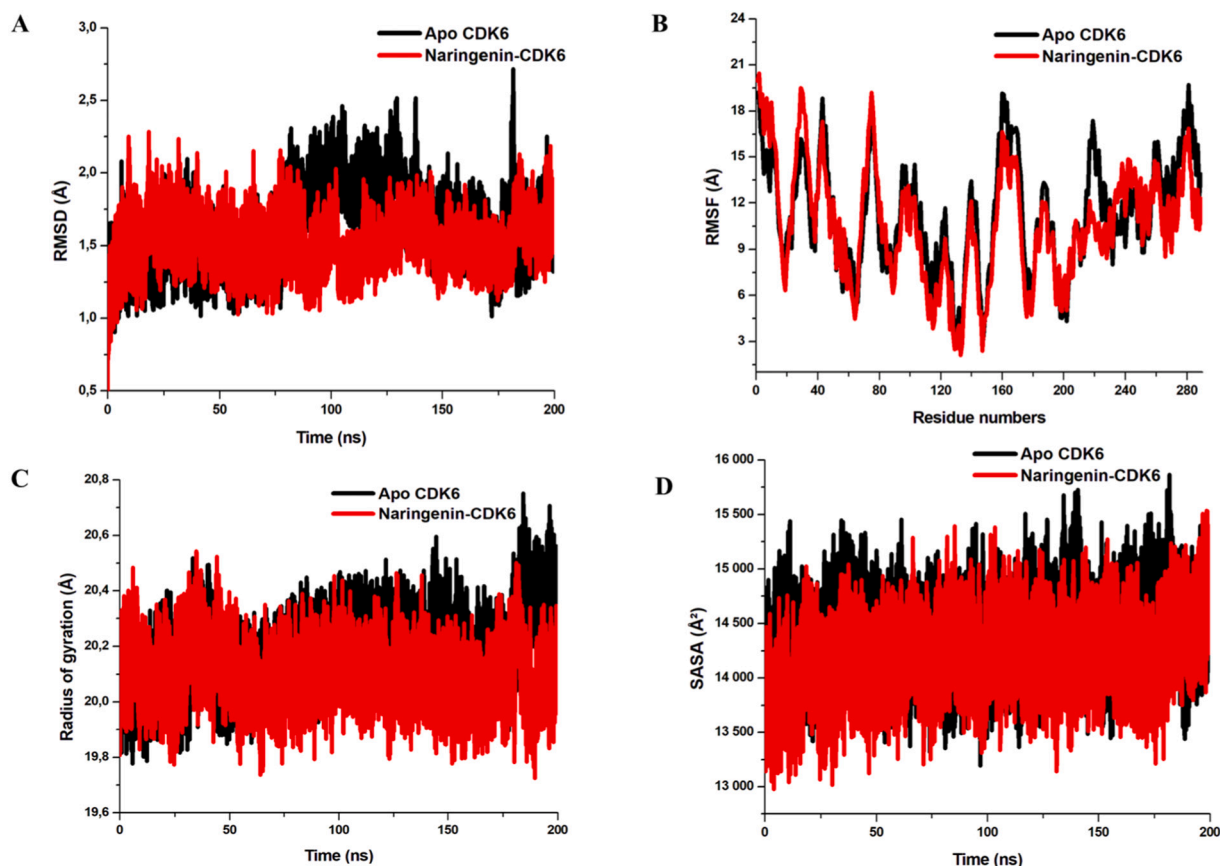 A
Apo CDK6
Naringenin-CDK6
3,0
2,5
2,0
1,5
1,0
0,5
RMSD (Å)
0
50
100
150
200
Time (ns)
B
Apo CDK6
Naringenin-CDK6
24
21
18
15
12
9
6
3
RMSF (Å)
0
40
80
120
160
200
240
280
Residue numbers
C
Apo CDK6
Naringenin-CDK6
20,8
20,6
20,4
20,2
20,0
19,8
19,6
Radius of gyration (Å)
0
50
100
150
200
Time (ns)
D
Apo CDK6
Naringenin-CDK6
16 000
15 500
15 000
14 500
14 000
13 500
13 000
SASA (Å²)
0
50
100
150
200
Time (ns)